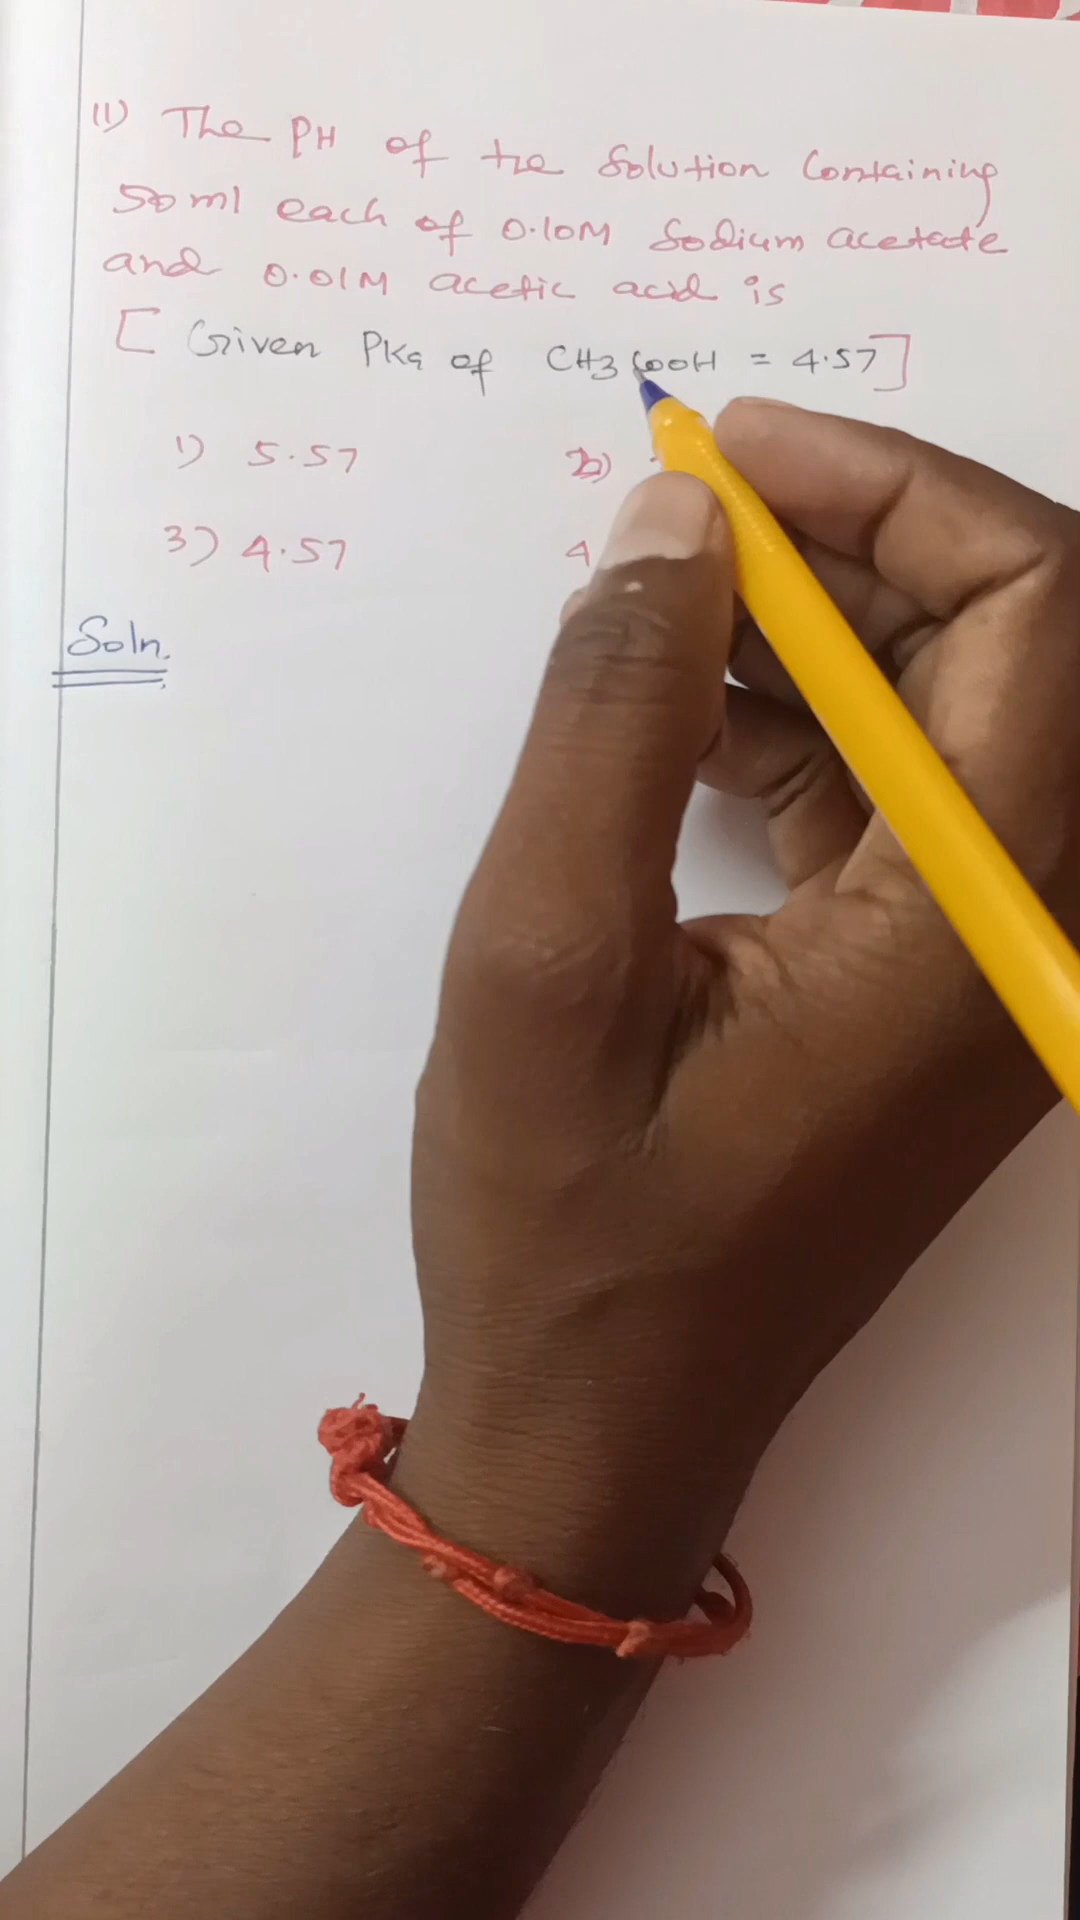 11) The PH of the Solution Containing
50 ml each of 0.10M Sodium acetate
and 0.01M acetic acid is
[ Given PKa of CH3COOH = 4.57]
1) 5.57 2)
3) 4.57 4
Soln.